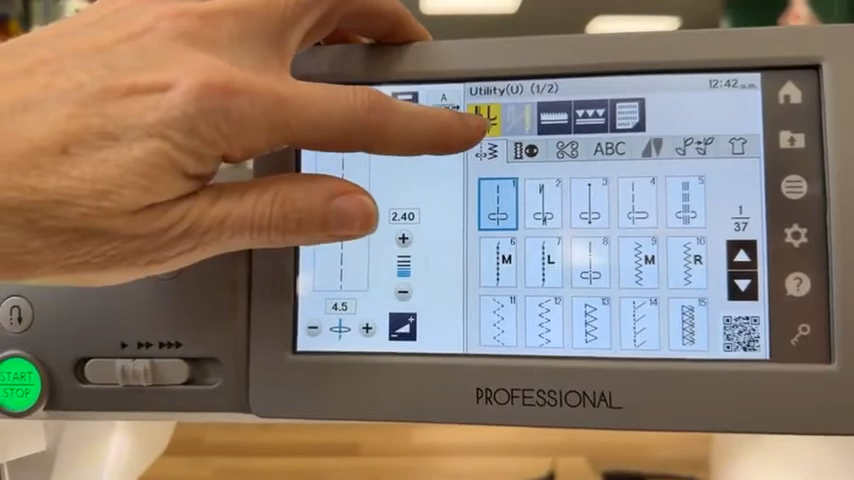 Utility(U) (1/2)
12:42 a.m.
A
ABC
1 2 3 4 5
2.40
1
37
6 M 7 L 8 9 M 10 R
4.5
11 12 13 14 15
START
STOP
PROFESSIONAL